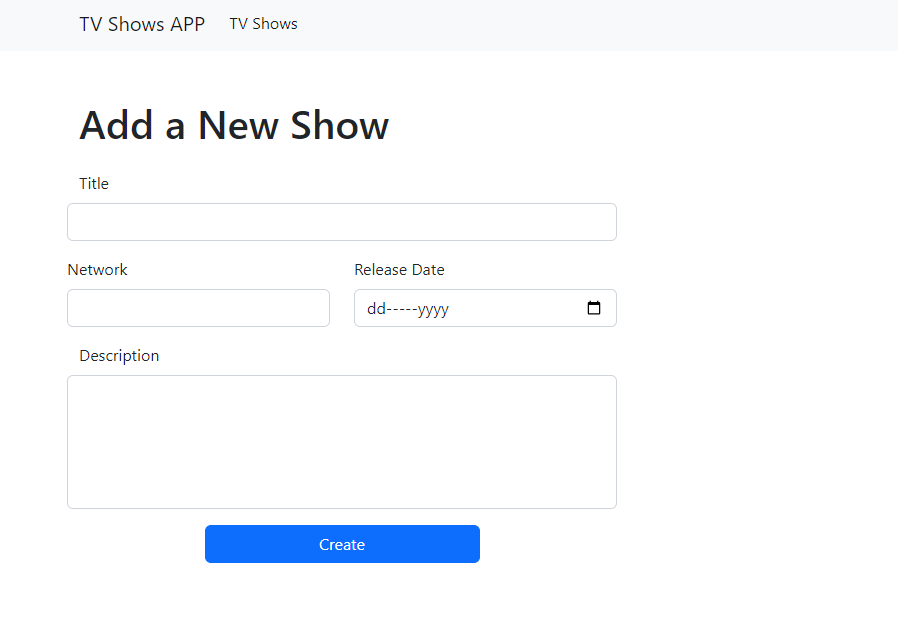 TV Shows APP TV Shows
Add a New Show
Title
Network Release Date
dd-----yyyy
Description
Create